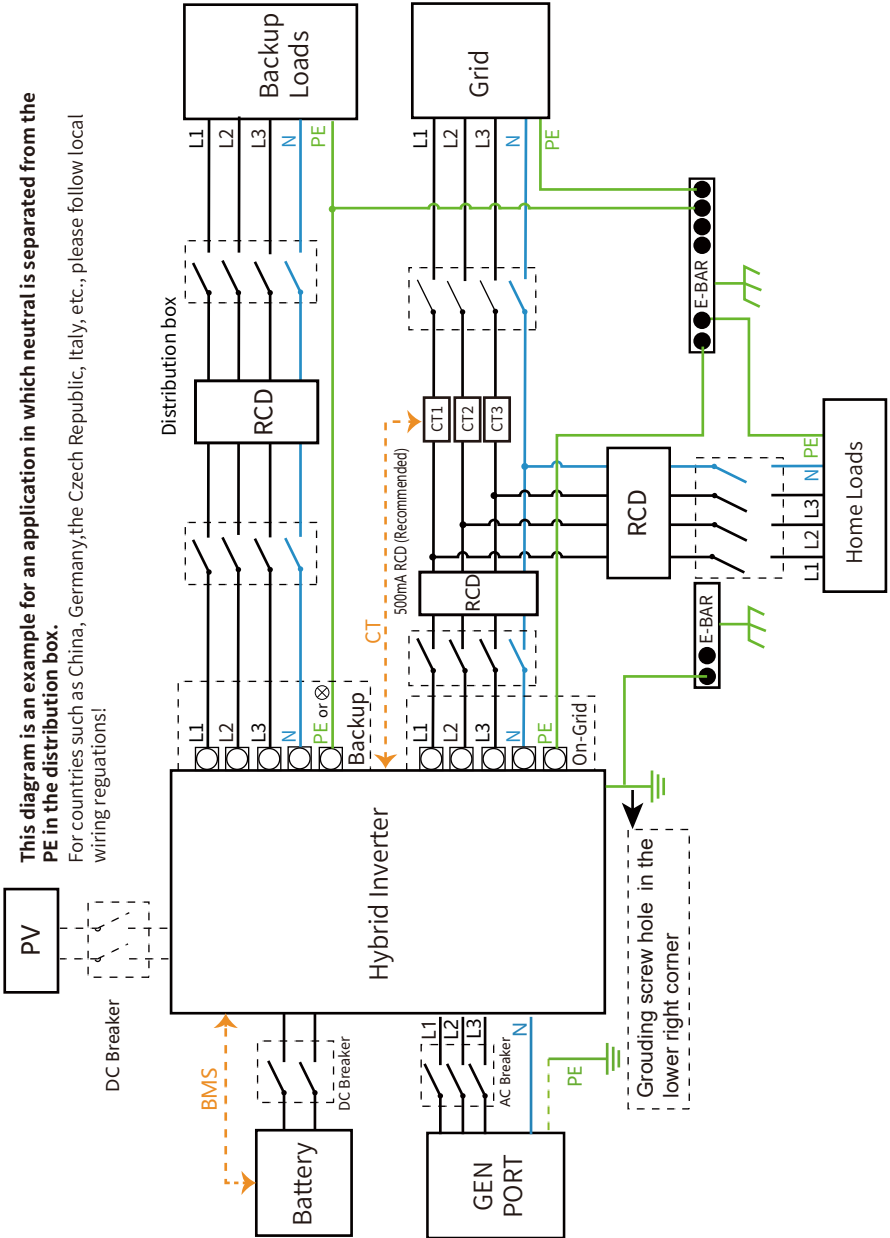 This diagram is an example for an application in which neutral is separated from the
PE in the distribution box.
For countries such as China, Germany,the Czech Republic, Italy, etc., please follow local
wiring reguations!
PV
DC Breaker
Distribution box
Backup
Loads
L1
L2
L3
N
PE
RCD
L1
L2
L3
N
PE or
Backup
Grid
L1
L2
L3
N
PE
CT1
CT2
CT3
CT
500mA RCD (Recommended)
RCD
L1
L2
L3
N
PE
On-Grid
Hybrid Inverter
BMS
Battery
DC Breaker
GEN
PORT
AC Breaker
L1
L2
L3
N
PE
E-BAR
RCD
L1
L2
L3
N
PE
Home Loads
E-BAR
Grouding screw hole in the
lower right corner